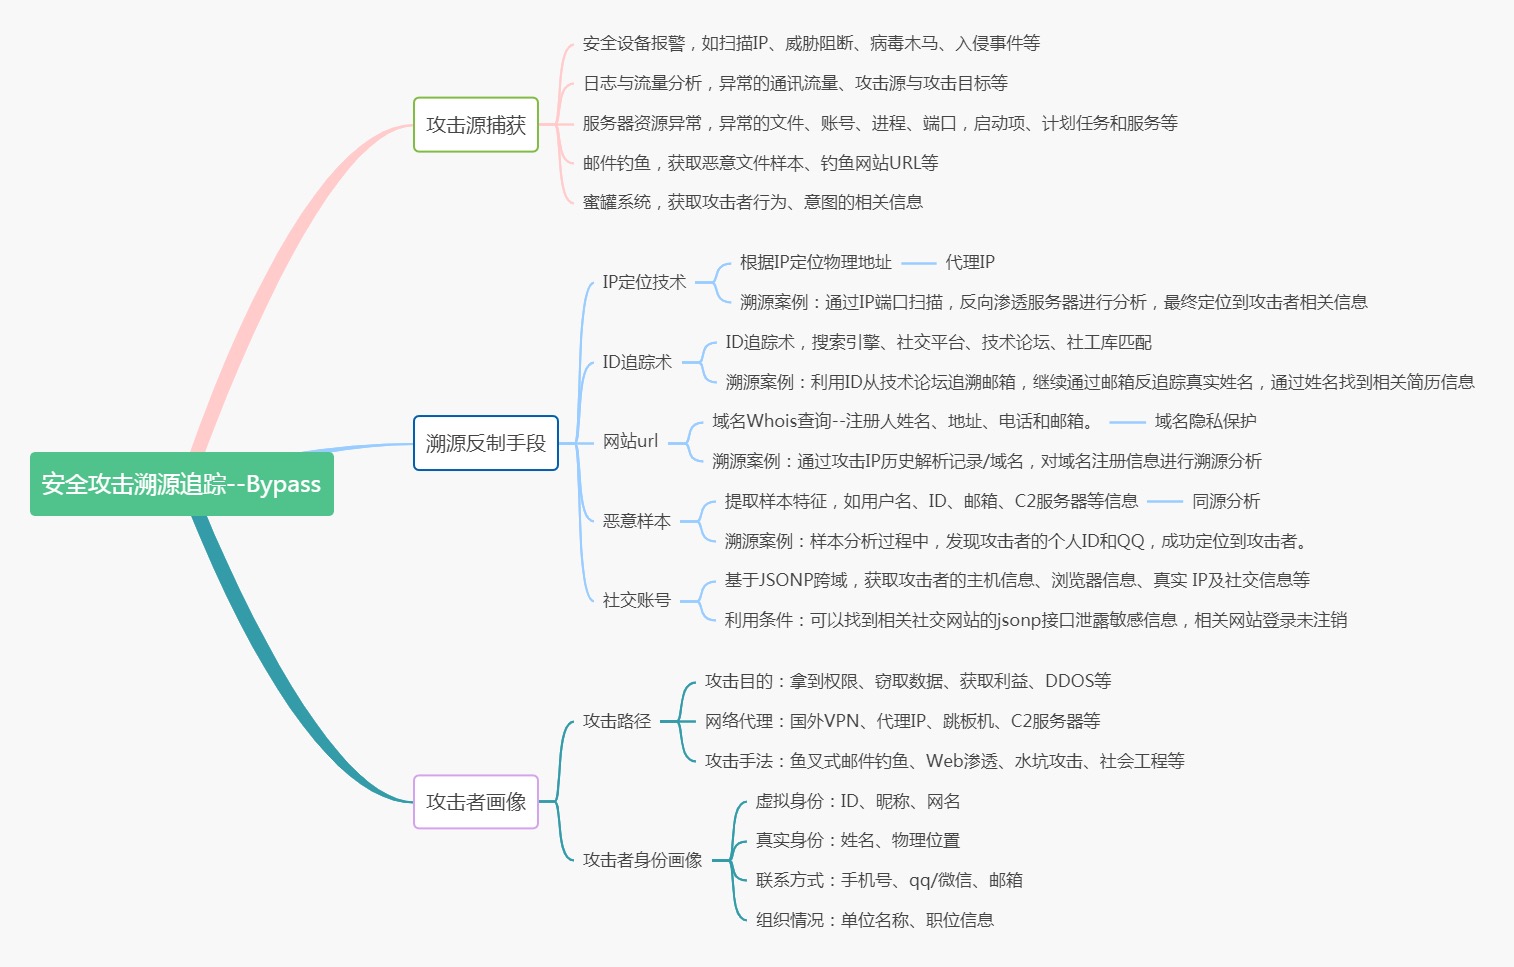 安全攻击溯源追踪--Bypass
攻击源捕获
安全设备报警，如扫描IP、威胁阻断、病毒木马、入侵事件等
日志与流量分析，异常的通讯流量、攻击源与攻击目标等
服务器资源异常，异常的文件、账号、进程、端口，启动项、计划任务和服务等
邮件钓鱼，获取恶意文件样本、钓鱼网站URL等
蜜罐系统，获取攻击者行为、意图的相关信息
溯源反制手段
IP定位技术
根据IP定位物理地址
代理IP
溯源案例：通过IP端口扫描，反向渗透服务器进行分析，最终定位到攻击者相关信息
ID追踪术
ID追踪术，搜索引擎、社交平台、技术论坛、社工库匹配
溯源案例：利用ID从技术论坛追溯邮箱，继续通过邮箱反追踪真实姓名，通过姓名找到相关简历信息
网站url
域名Whois查询--注册人姓名、地址、电话和邮箱。
域名隐私保护
溯源案例：通过攻击IP历史解析记录/域名，对域名注册信息进行溯源分析
恶意样本
提取样本特征，如用户名、ID、邮箱、C2服务器等信息
同源分析
溯源案例：样本分析过程中，发现攻击者的个人ID和QQ，成功定位到攻击者。
社交账号
基于JSONP跨域，获取攻击者的主机信息、浏览器信息、真实 IP及社交信息等
利用条件：可以找到相关社交网站的jsonp接口泄露敏感信息，相关网站登录未注销
攻击者画像
攻击路径
攻击目的：拿到权限、窃取数据、获取利益、DDOS等
网络代理：国外VPN、代理IP、跳板机、C2服务器等
攻击手法：鱼叉式邮件钓鱼、Web渗透、水坑攻击、社会工程等
攻击者身份画像
虚拟身份：ID、昵称、网名
真实身份：姓名、物理位置
联系方式：手机号、qq/微信、邮箱
组织情况：单位名称、职位信息